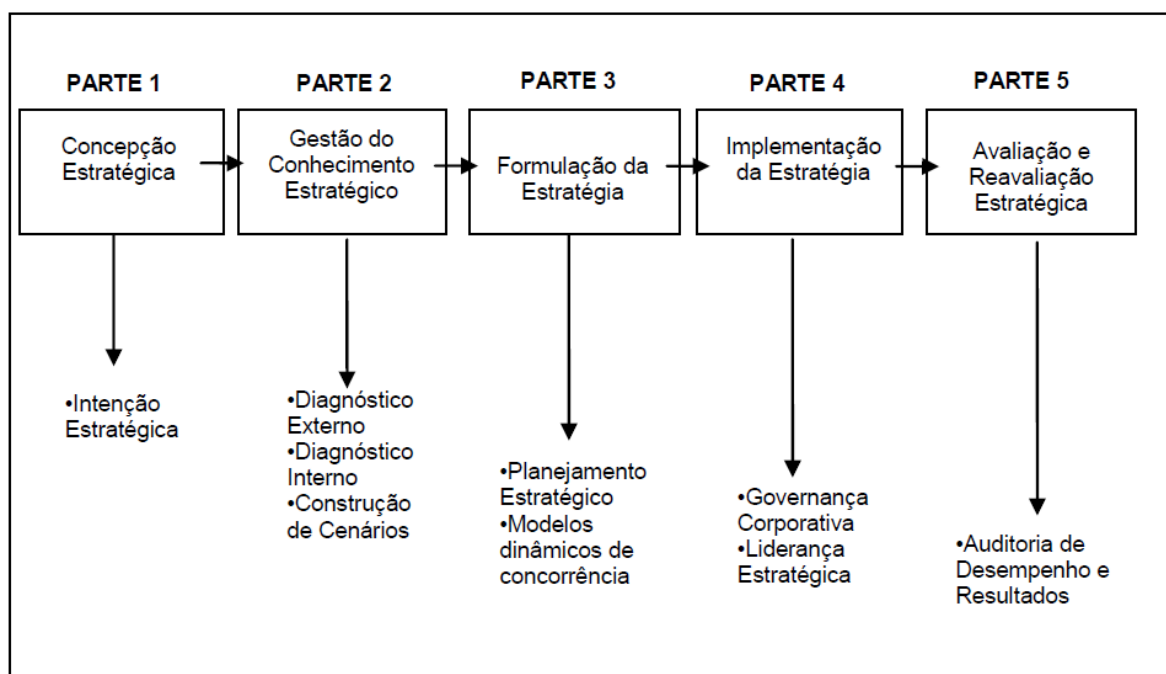 PARTE 1
PARTE 2
PARTE 3
PARTE 4
PARTE 5
Concepção
Estratégica
Gestão do
Conhecimento
Estratégico
Formulação da
Estratégia
Implementação
da Estratégia
Avaliação e
Reavaliação
Estratégica
•Intenção
Estratégica
•Diagnóstico
Externo
•Diagnóstico
Interno
•Construção
de Cenários
•Planejamento
Estratégico
•Modelos
dinâmicos de
concorrência
•Governança
Corporativa
•Liderança
Estratégica
•Auditoria de
Desempenho e
Resultados